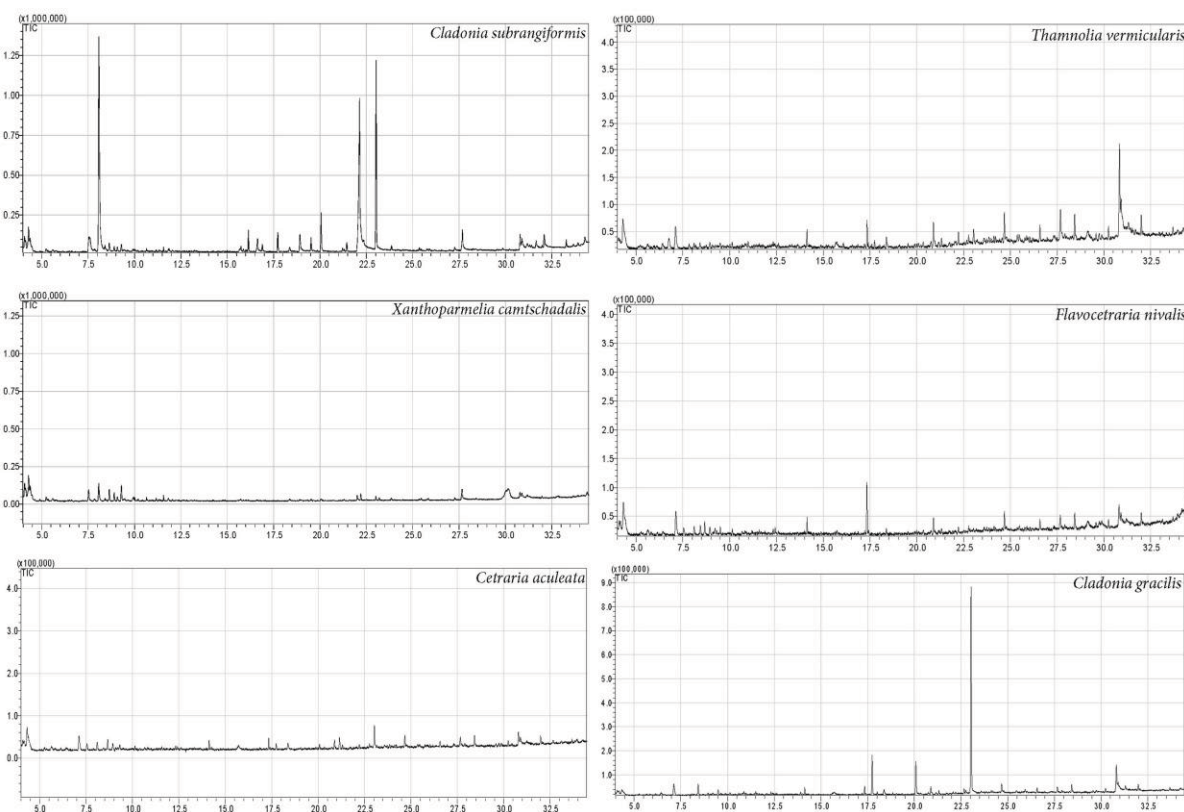 (x1,000,000)
TIC
Cladonia subrangiformis
1.25
1.00
0.75
0.50
0.25
5.0 7.5 10.0 12.5 15.0 17.5 20.0 22.5 25.0 27.5 30.0 32.5
(x100,000)
TIC
Thamnolia vermicularis
4.0
3.5
3.0
2.5
2.0
1.5
1.0
0.5
5.0 7.5 10.0 12.5 15.0 17.5 20.0 22.5 25.0 27.5 30.0 32.5
(x1,000,000)
TIC
Xanthoparmelia camtschadalis
1.25
1.00
0.75
0.50
0.25
0.00
5.0 7.5 10.0 12.5 15.0 17.5 20.0 22.5 25.0 27.5 30.0 32.5
(x100,000)
TIC
Flavocetraria nivalis
4.0
3.5
3.0
2.5
2.0
1.5
1.0
0.5
5.0 7.5 10.0 12.5 15.0 17.5 20.0 22.5 25.0 27.5 30.0 32.5
(x100,000)
TIC
Cetraria aculeata
4.0
3.0
2.0
1.0
0.0
5.0 7.5 10.0 12.5 15.0 17.5 20.0 22.5 25.0 27.5 30.0 32.5
(x100,000)
TIC
Cladonia gracilis
9.0
8.0
7.0
6.0
5.0
4.0
3.0
2.0
1.0
5.0 7.5 10.0 12.5 15.0 17.5 20.0 22.5 25.0 27.5 30.0 32.5